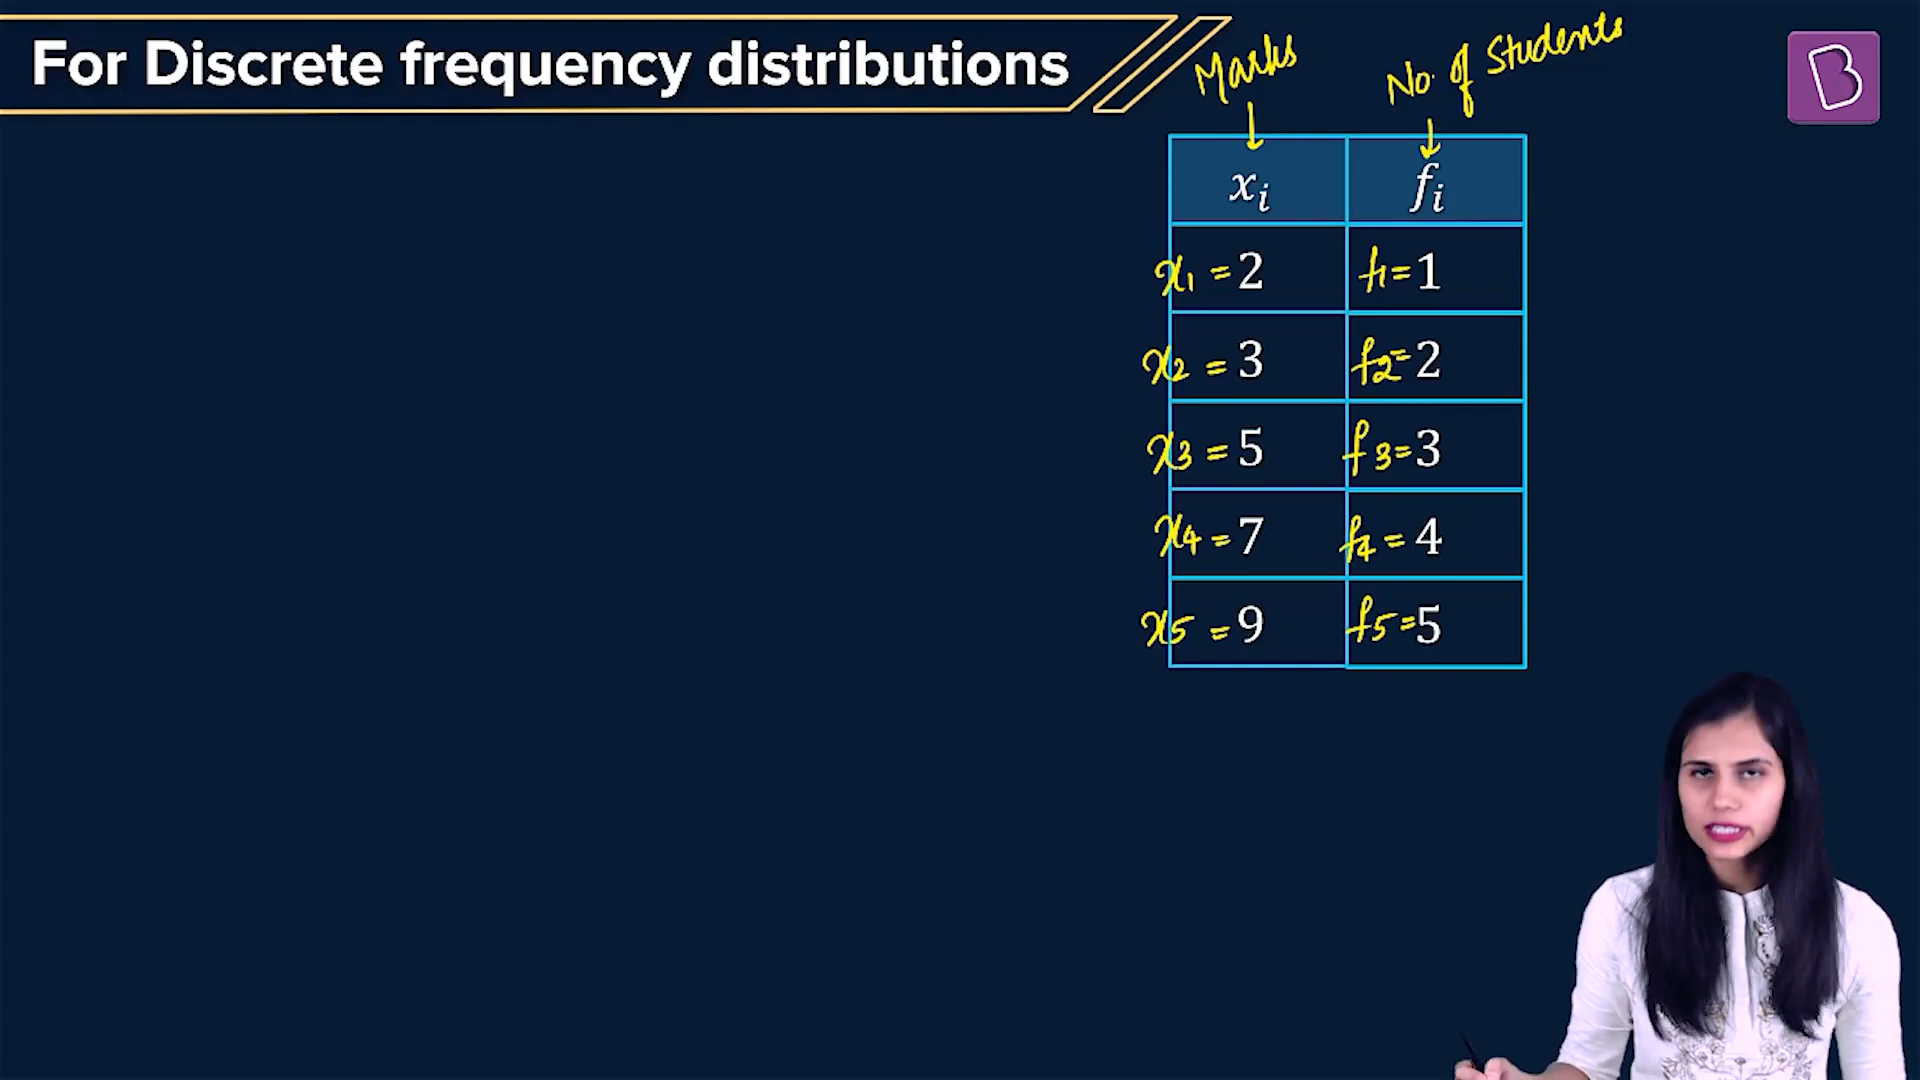 For Discrete frequency distributions
Marks
No. of Students
B
xᵢ fᵢ
x₁ = 2 f₁ = 1
x₂ = 3 f₂ = 2
x₃ = 5 f₃ = 3
x₄ = 7 f₄ = 4
x₅ = 9 f₅ = 5